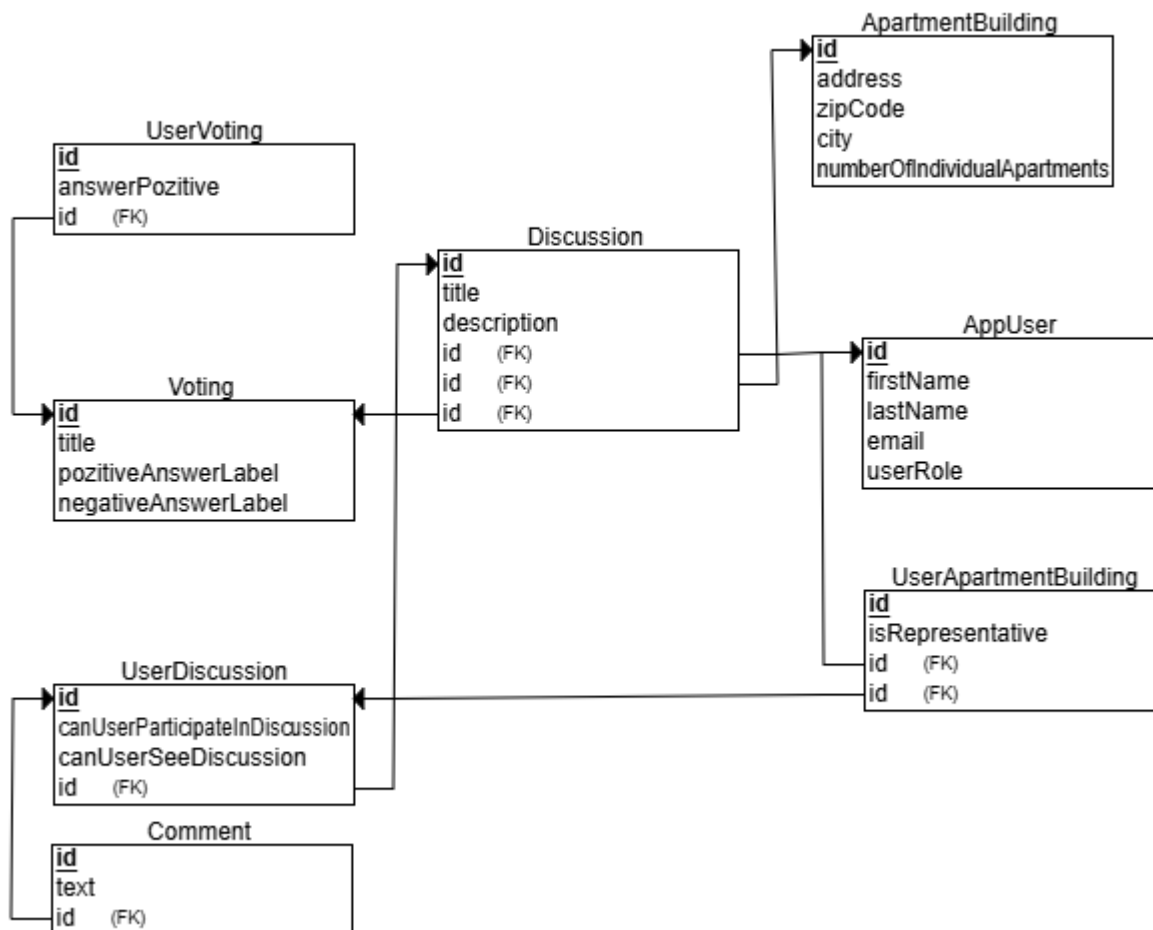 ApartmentBuilding
id
address
zipCode
city
numberOfIndividualApartments
UserVoting
id
answerPozitive
id (FK)
Discussion
id
title
description
id (FK)
id (FK)
id (FK)
AppUser
id
firstName
lastName
email
userRole
Voting
id
title
pozitiveAnswerLabel
negativeAnswerLabel
UserApartmentBuilding
id
isRepresentative
id (FK)
id (FK)
UserDiscussion
id
canUserParticipateInDiscussion
canUserSeeDiscussion
id (FK)
Comment
id
text
id (FK)